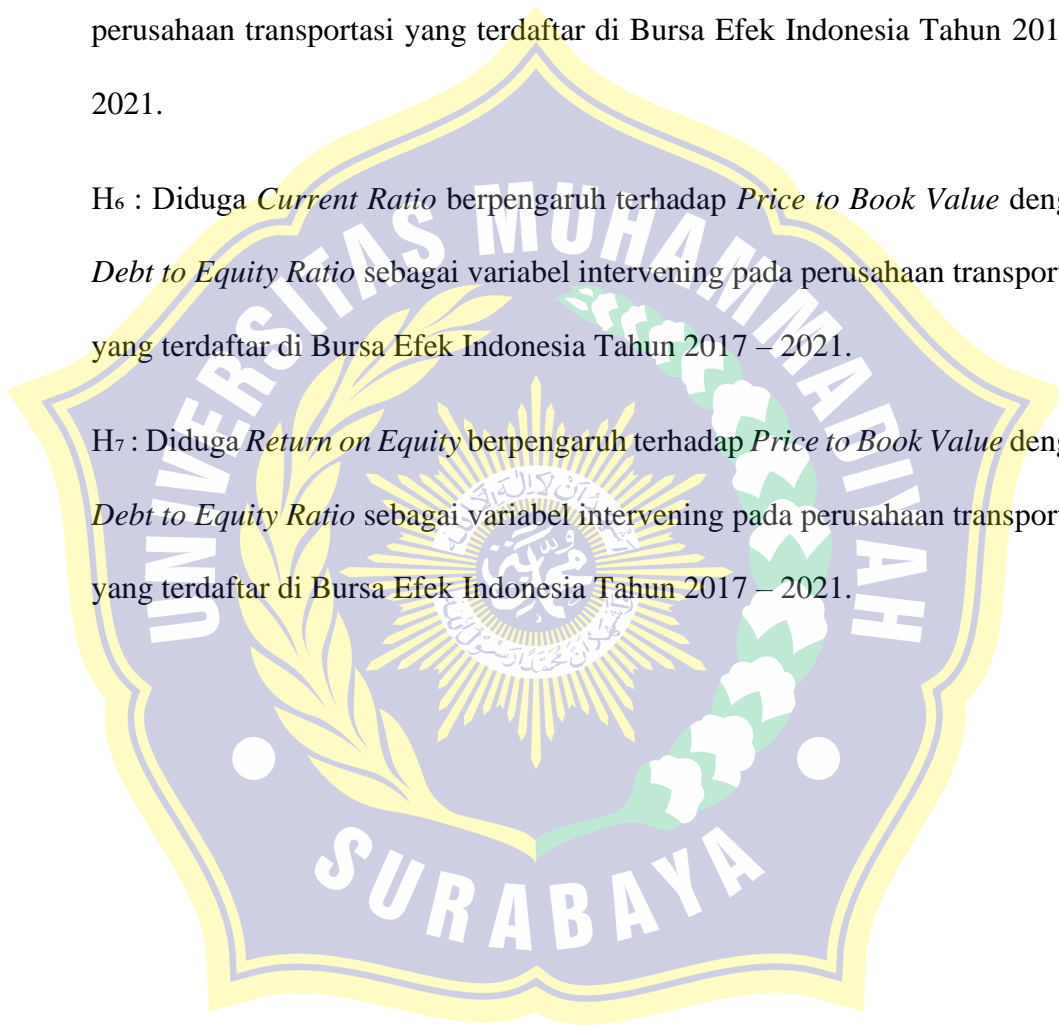 perusahaan transportasi yang terdaftar di Bursa Efek Indonesia Tahun 201
2021.
H₆ : Diduga Current Ratio berpengaruh terhadap Price to Book Value deng
Debt to Equity Ratio sebagai variabel intervening pada perusahaan transport
yang terdaftar di Bursa Efek Indonesia Tahun 2017 – 2021.
H₇ : Diduga Return on Equity berpengaruh terhadap Price to Book Value deng
Debt to Equity Ratio sebagai variabel intervening pada perusahaan transport
yang terdaftar di Bursa Efek Indonesia Tahun 2017 – 2021.
UNIVERSITAS MUHAMMADIYAH
SURABAYA